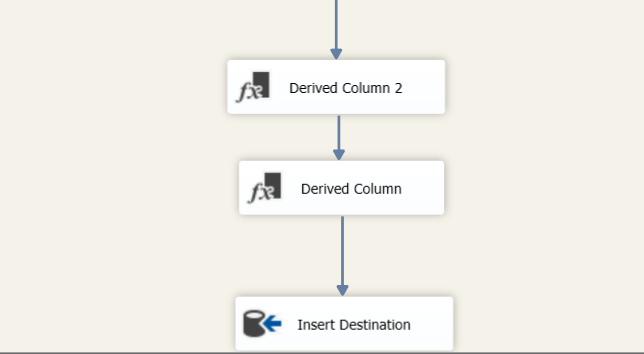 Derived Column 2
Derived Column
Insert Destination